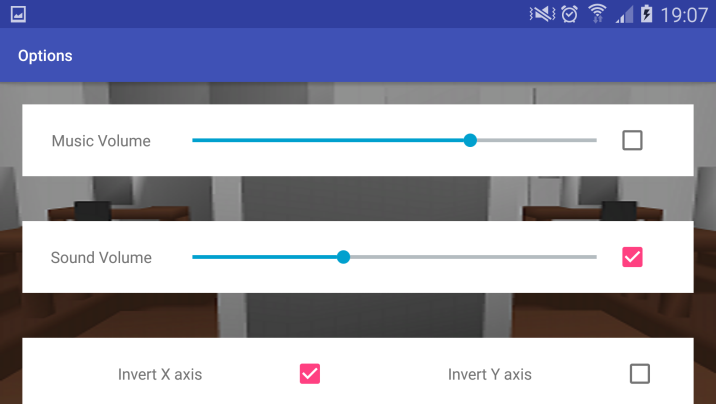 19:07
Options
Music Volume
Sound Volume
Invert X axis Invert Y axis